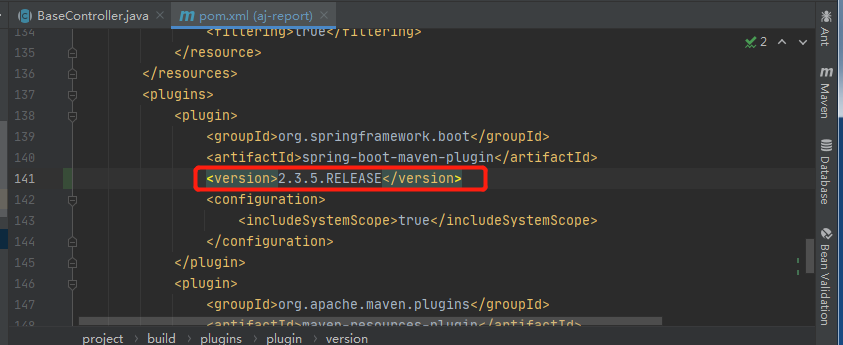 BaseController.java
pom.xml (aj-report)
134 <filtering>true</filtering>
135 </resource>
136 </resources>
137 <plugins>
138 <plugin>
139 <groupId>org.springframework.boot</groupId>
140 <artifactId>spring-boot-maven-plugin</artifactId>
141 <version>2.3.5.RELEASE</version>
142 <configuration>
143 <includeSystemScope>true</includeSystemScope>
144 </configuration>
145 </plugin>
146 <plugin>
147 <groupId>org.apache.maven.plugins</groupId>
148 <artifactId>maven-resources-plugin</artifactId>
project › build › plugins › plugin › version
2
Ant
Maven
Database
Bean Validation